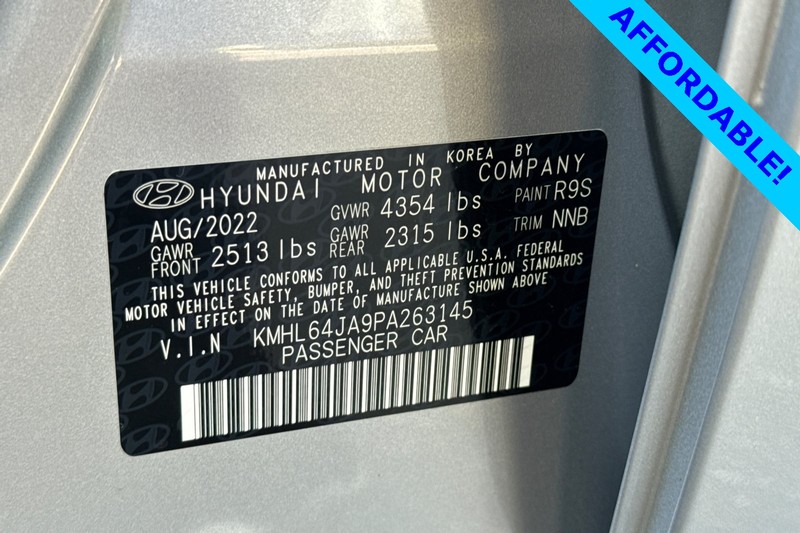 AFFORDABLE!
MANUFACTURED IN KOREA BY
HYUNDAI MOTOR COMPANY
AUG/2022 GVWR 4354 lbs PAINT R9S
GAWR FRONT 2513 lbs GAWR REAR 2315 lbs TRIM NNB
THIS VEHICLE CONFORMS TO ALL APPLICABLE U.S.A. FEDERAL
MOTOR VEHICLE SAFETY, BUMPER, AND THEFT PREVENTION STANDARDS
IN EFFECT ON THE DATE OF MANUFACTURE SHOWN ABOVE
V.I.N KMHL64JA9PA263145
PASSENGER CAR